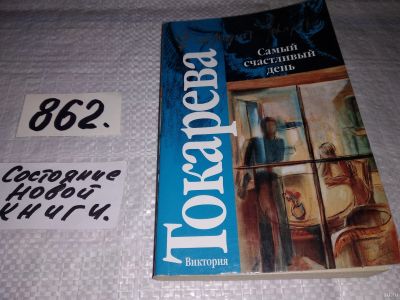 862.
Состояние
новой
книги.
Виктория
Токарева
Самый
счастливый
день